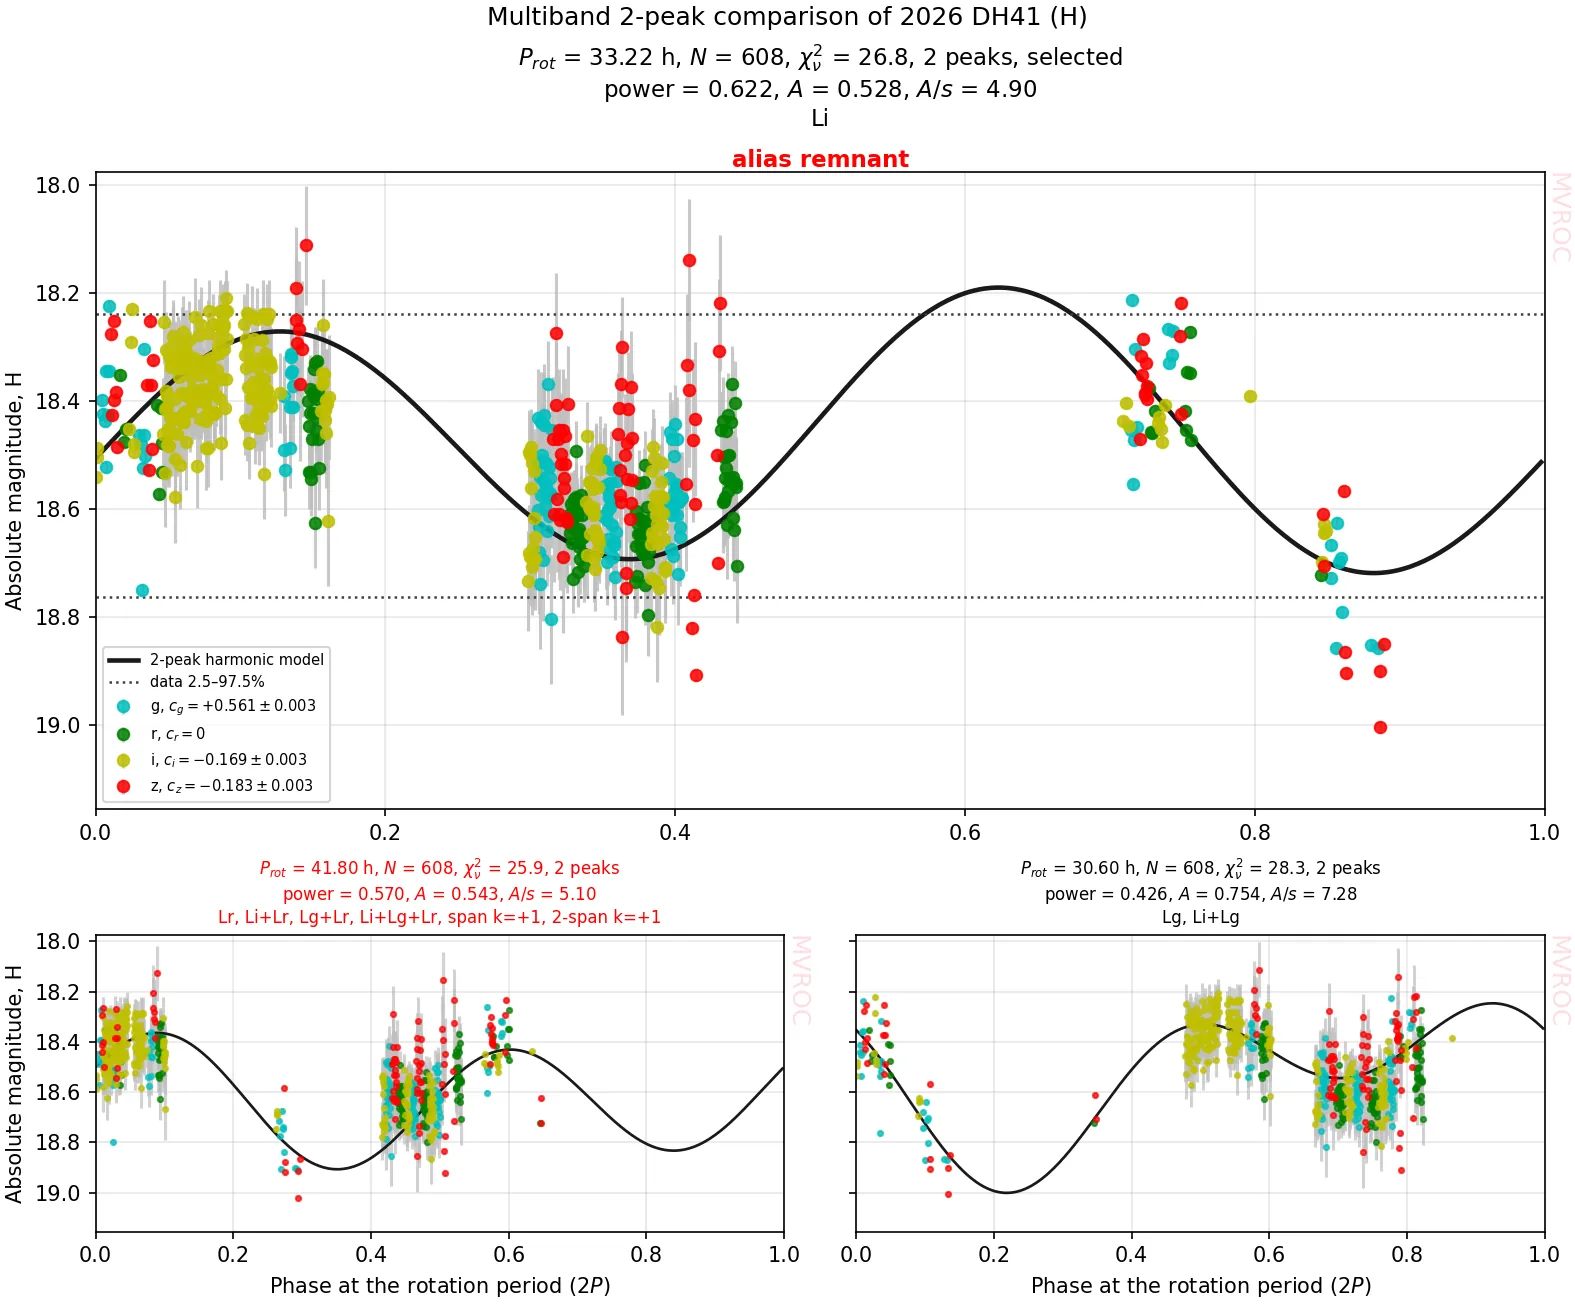 Multiband 2-peak comparison of 2026 DH41 (H)
P_rot = 33.22 h, N = 608, χ²_ν = 26.8, 2 peaks, selected
power = 0.622, A = 0.528, A/s = 4.90
Li
alias remnant
MVROC
Absolute magnitude, H
18.0
18.2
18.4
18.6
18.8
19.0
2-peak harmonic model
data 2.5–97.5%
g, c_g = +0.561 ± 0.003
r, c_r = 0
i, c_i = −0.169 ± 0.003
z, c_z = −0.183 ± 0.003
0.0 0.2 0.4 0.6 0.8 1.0
P_rot = 41.80 h, N = 608, χ²_ν = 25.9, 2 peaks
power = 0.570, A = 0.543, A/s = 5.10
Lr, Li+Lr, Lg+Lr, Li+Lg+Lr, span k=+1, 2-span k=+1
MVROC
Absolute magnitude, H
18.0
18.2
18.4
18.6
18.8
19.0
0.0 0.2 0.4 0.6 0.8 1.0
Phase at the rotation period (2P)
P_rot = 30.60 h, N = 608, χ²_ν = 28.3, 2 peaks
power = 0.426, A = 0.754, A/s = 7.28
Lg, Li+Lg
MVROC
0.0 0.2 0.4 0.6 0.8 1.0
Phase at the rotation period (2P)